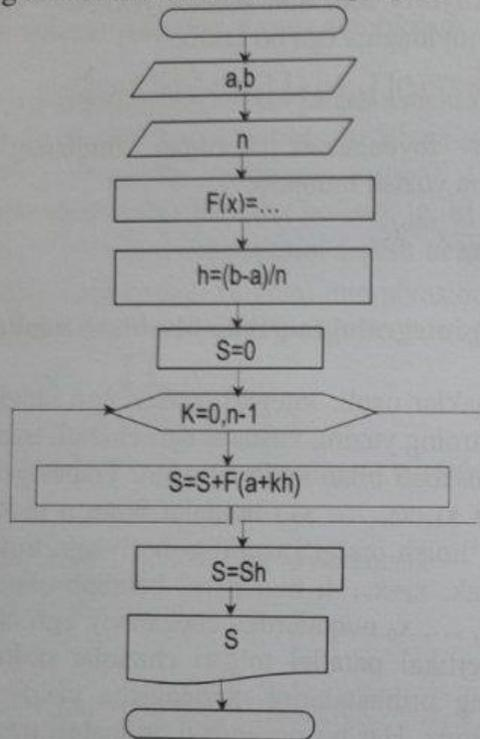 a,b
n
F(x)=...
h=(b-a)/n
S=0
K=0,n-1
S=S+F(a+kh)
S=Sh
S